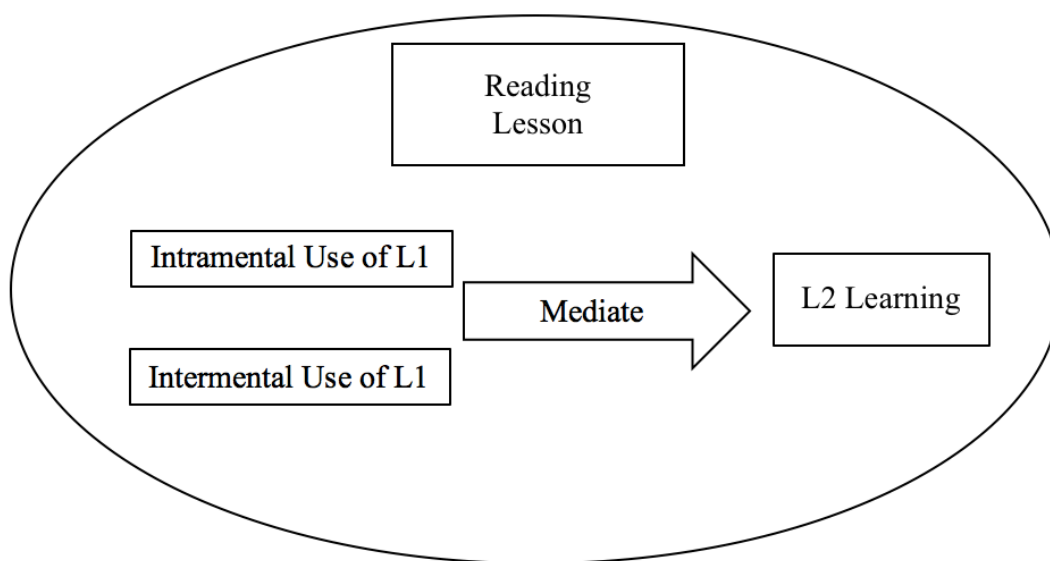 Reading
Lesson
Intramental Use of L1
Mediate
L2 Learning
Intermental Use of L1